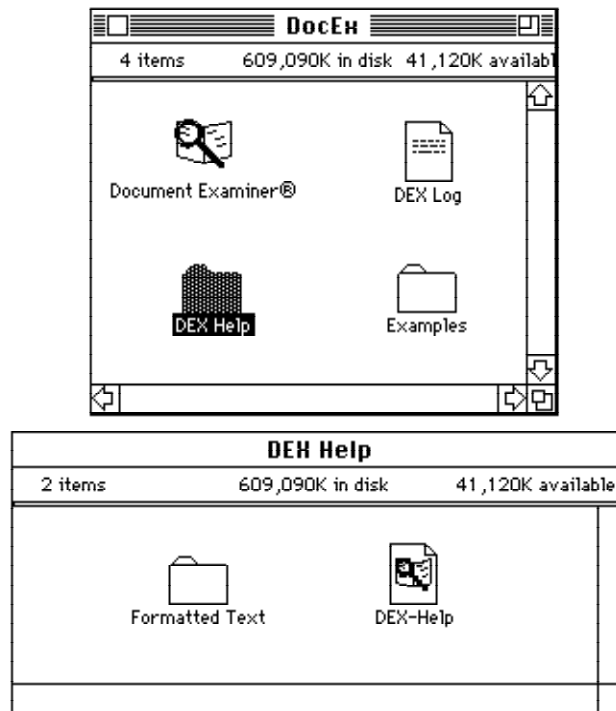 DocEx
4 items 609,090K in disk 41,120K availabl
Document Examiner® DEX Log
DEX Help Examples
DEX Help
2 items 609,090K in disk 41,120K available
Formatted Text DEX-Help